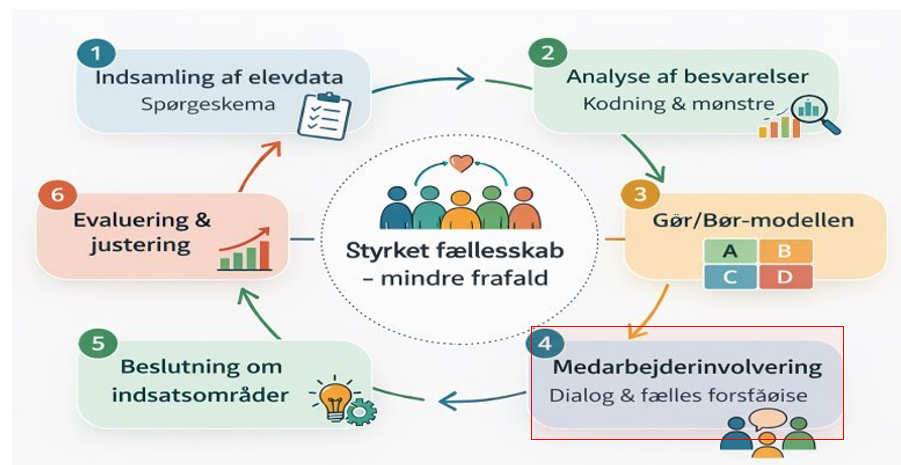 1
Indsamling af elevdata
Spørgeskema
2
Analyse af besvarelser
Kodning & mønstre
3
Gør/Bør-modellen
A B
C D
4
Medarbejderinvolvering
Dialog & fælles forsfåøise
5
Beslutning om
indsatsområder
6
Evaluering &
justering
Styrket fællesskab
– mindre frafald